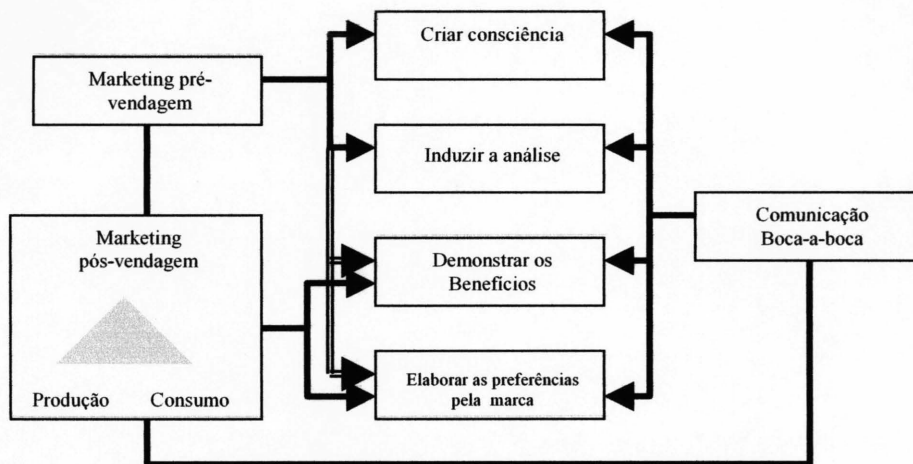 Criar consciência
Marketing pré-
vendagem
Induzir a análise
Marketing
pós-vendagem
Produção Consumo
Demonstrar os
Benefícios
Elaborar as preferências
pela marca
Comunicação
Boca-a-boca